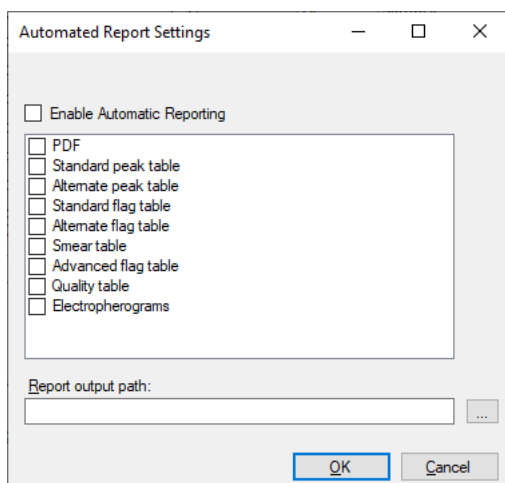 Automated Report Settings
Enable Automatic Reporting
PDF
Standard peak table
Alternate peak table
Standard flag table
Alternate flag table
Smear table
Advanced flag table
Quality table
Electropherograms
Report output path:
...
OK Cancel